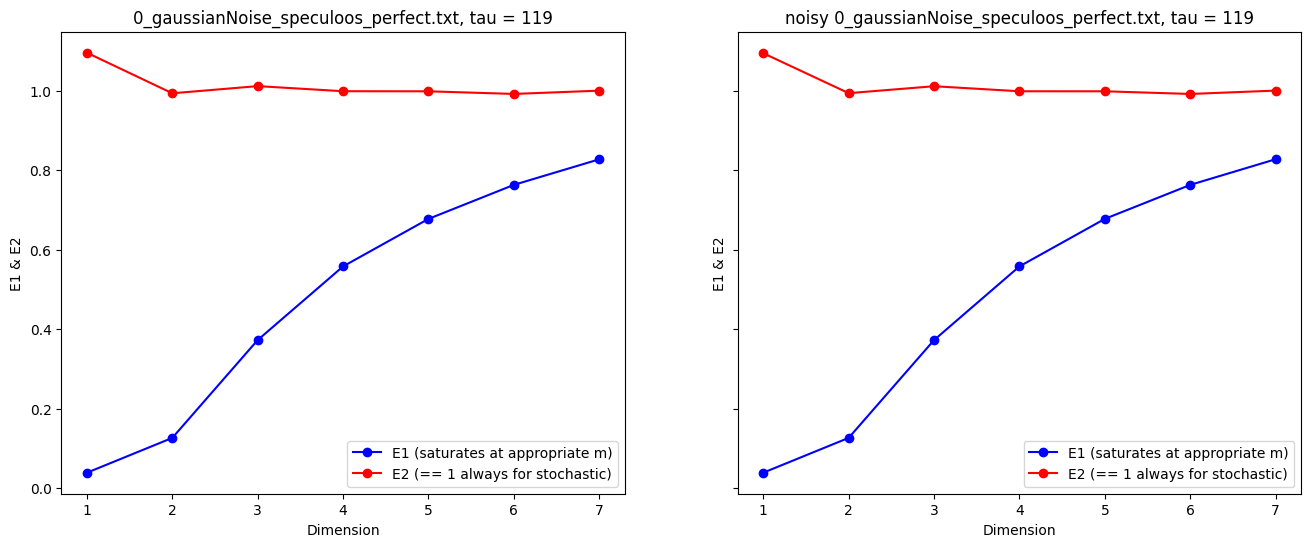 0_gaussianNoise_speculoos_perfect.txt, tau = 119
E1 & E2
1.0
0.8
0.6
0.4
0.2
0.0
1 2 3 4 5 6 7
Dimension
E1 (saturates at appropriate m)
E2 (== 1 always for stochastic)
noisy 0_gaussianNoise_speculoos_perfect.txt, tau = 119
E1 & E2
1 2 3 4 5 6 7
Dimension
E1 (saturates at appropriate m)
E2 (== 1 always for stochastic)